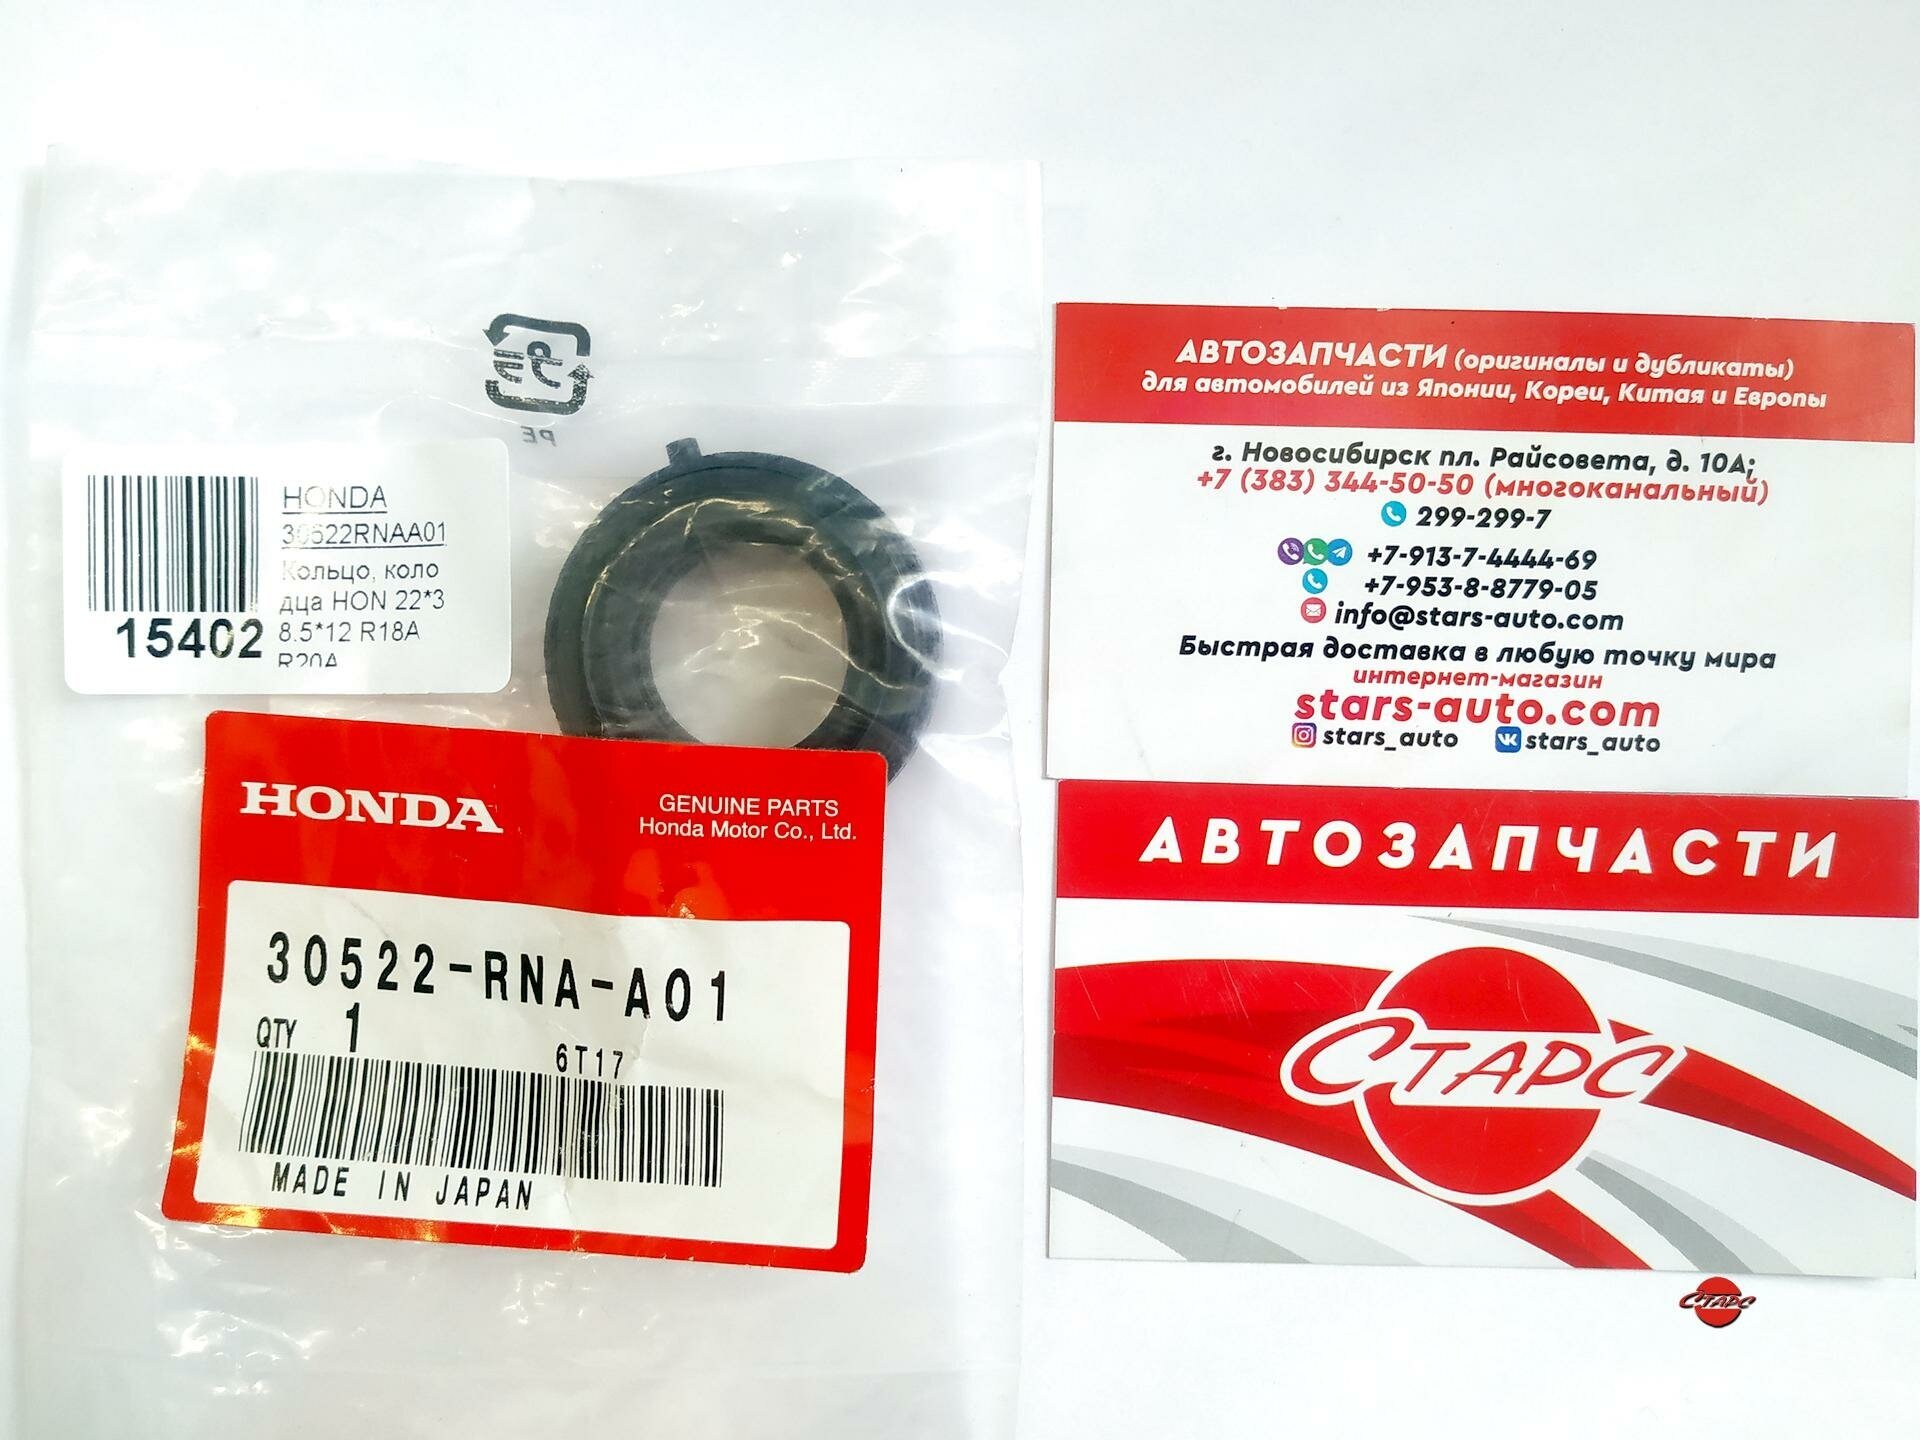 PE
HONDA
30522RNAA01
Кольцо, коло
дца HON 22*3
8.5*12 R18A
R20A
15402
HONDA
GENUINE PARTS
Honda Motor Co., Ltd.
30522-RNA-A01
QTY 1
6T17
MADE IN JAPAN
АВТОЗАПЧАСТИ (оригиналы и дубликаты)
для автомобилей из Японии, Кореи, Китая и Европы
г. Новосибирск пл. Райсовета, д. 10А;
+7 (383) 344-50-50 (многоканальный)
299-299-7
+7-913-7-4444-69
+7-953-8-8779-05
info@stars-auto.com
Быстрая доставка в любую точку мира
интернет-магазин
stars-auto.com
stars_auto stars_auto
АВТОЗАПЧАСТИ
СТАРС
СТАРС